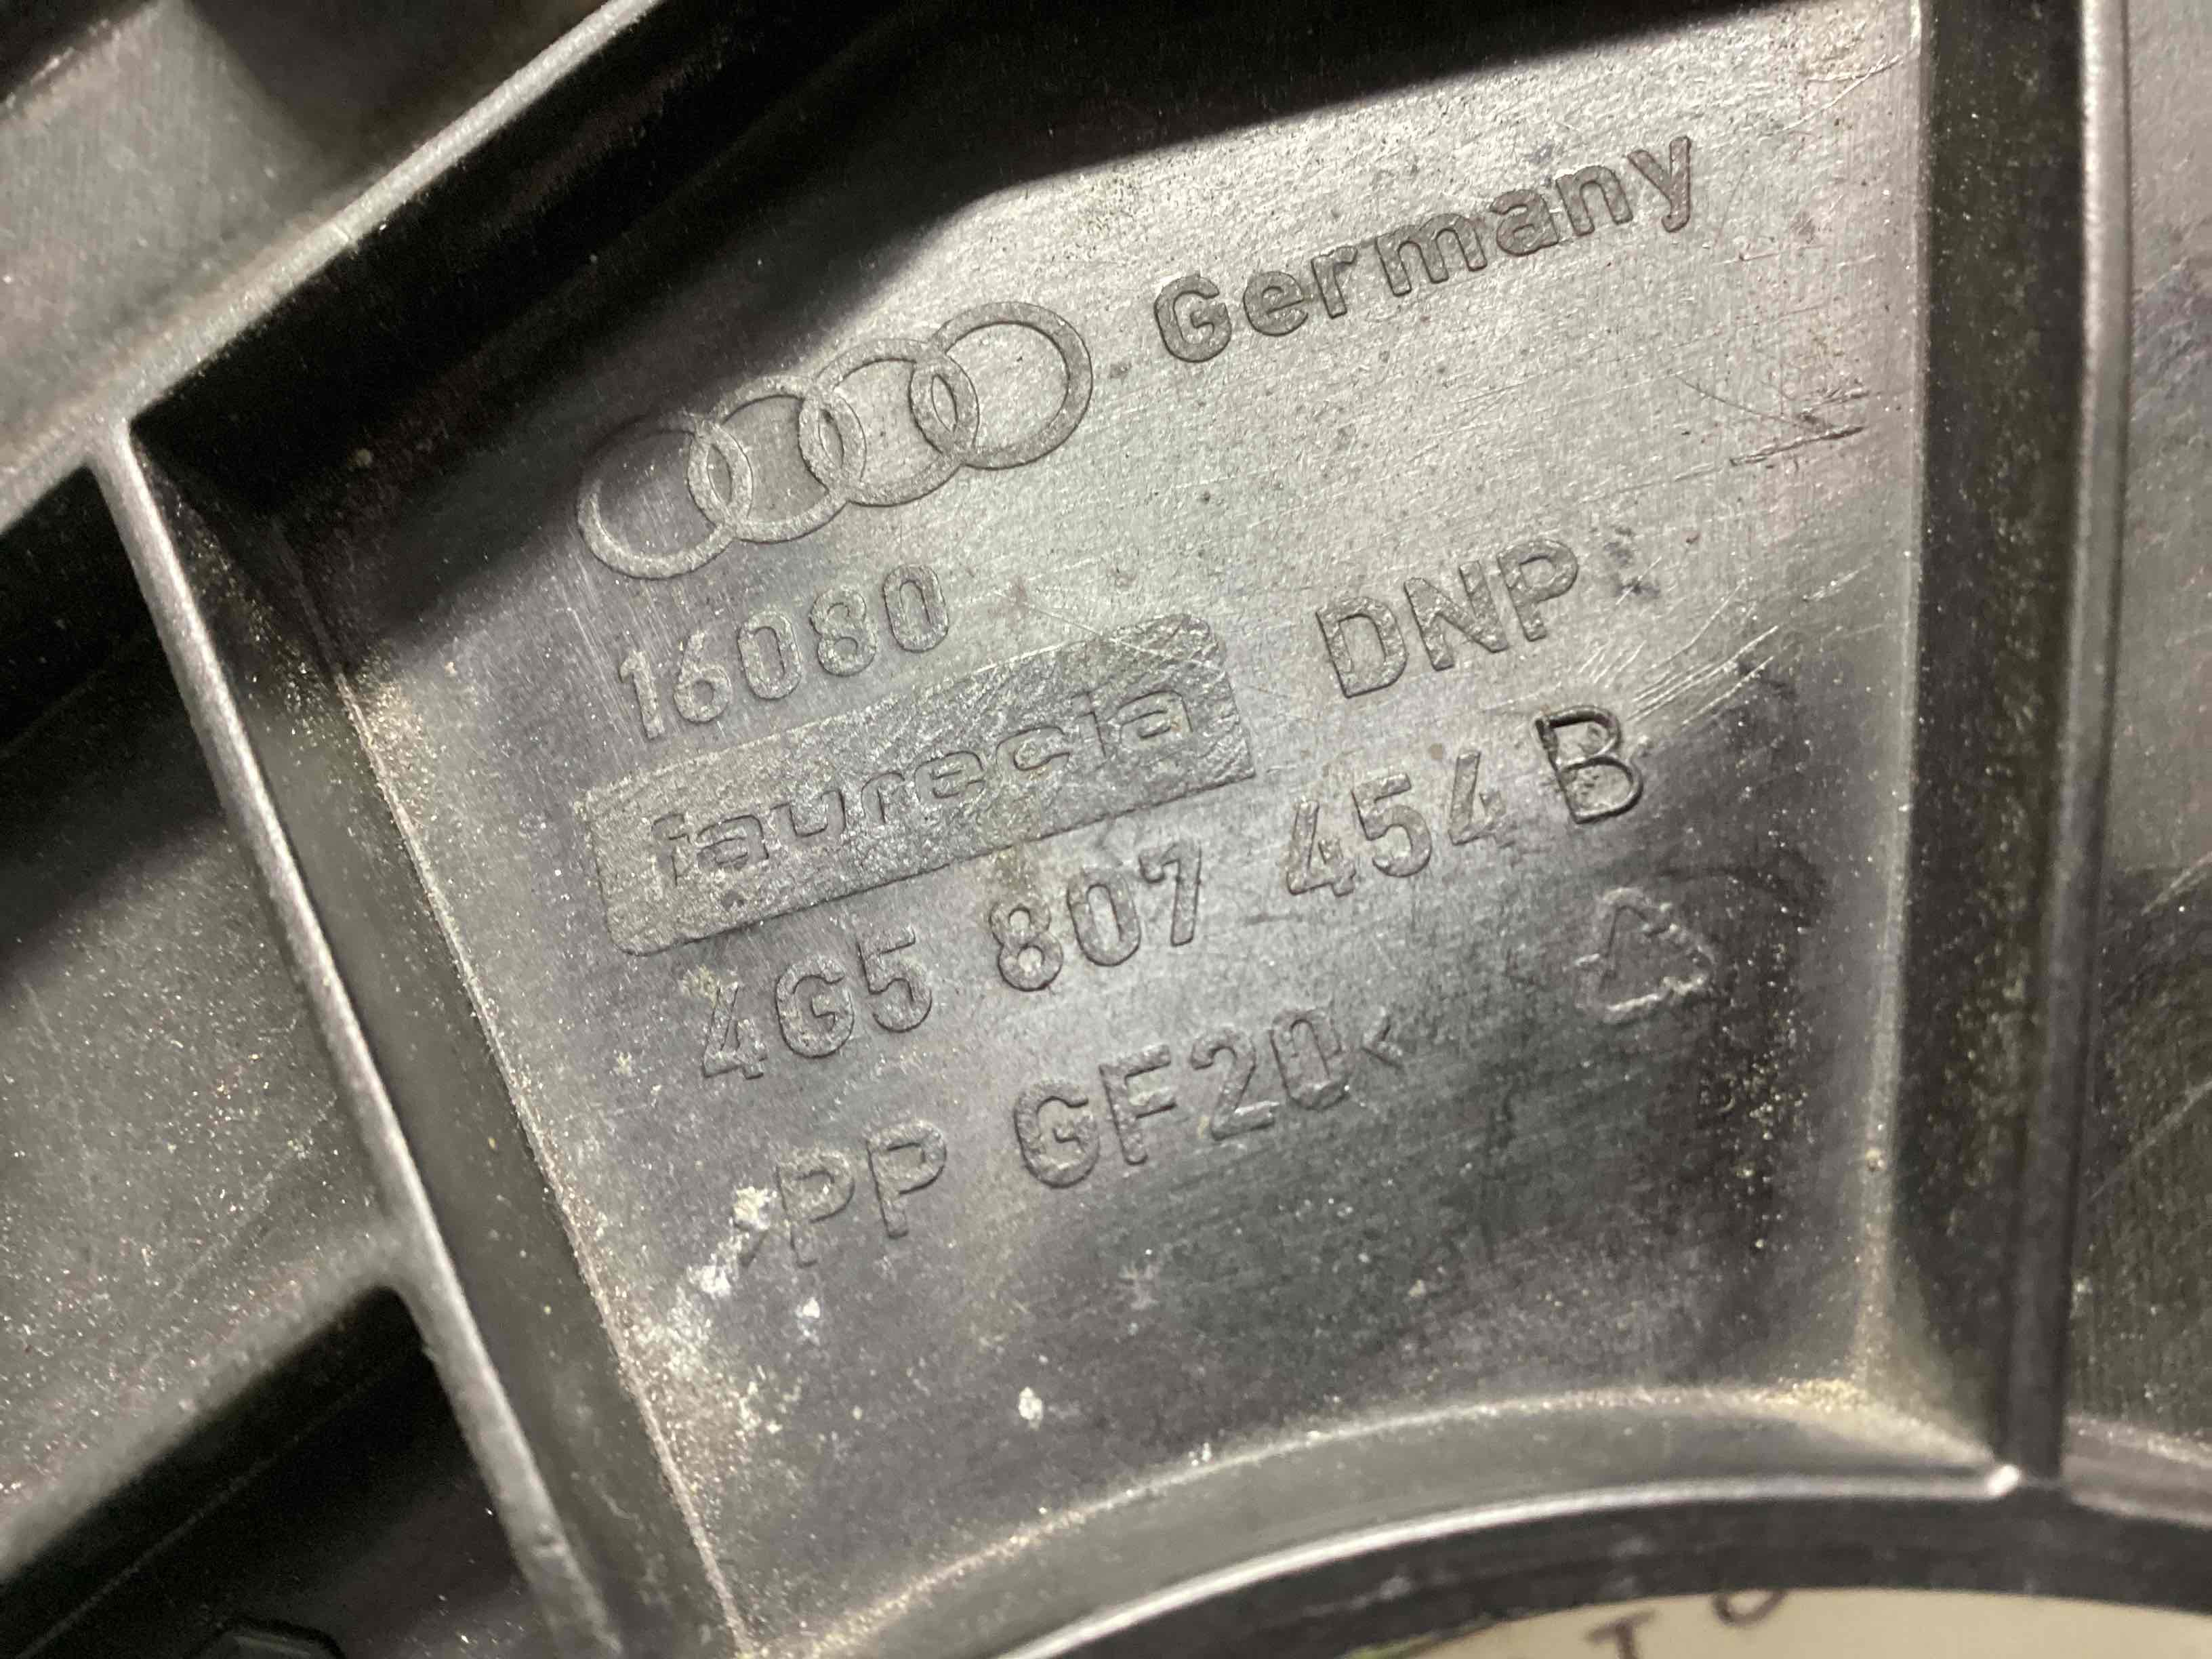 Germany
16080
faurecia DNP
4G5 807 454 B
>PP GF20<